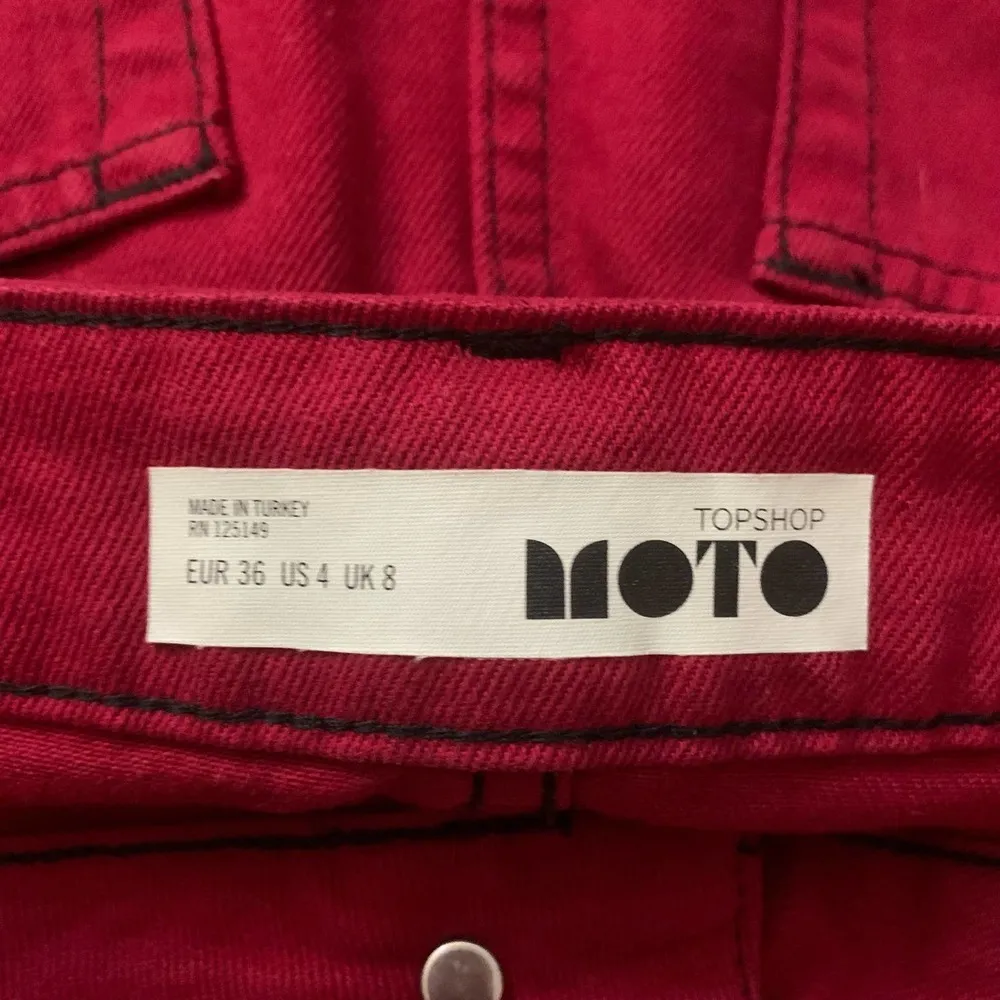 MADE IN TURKEY
RN 125149
EUR 36 US 4 UK 8
TOPSHOP
MOTO